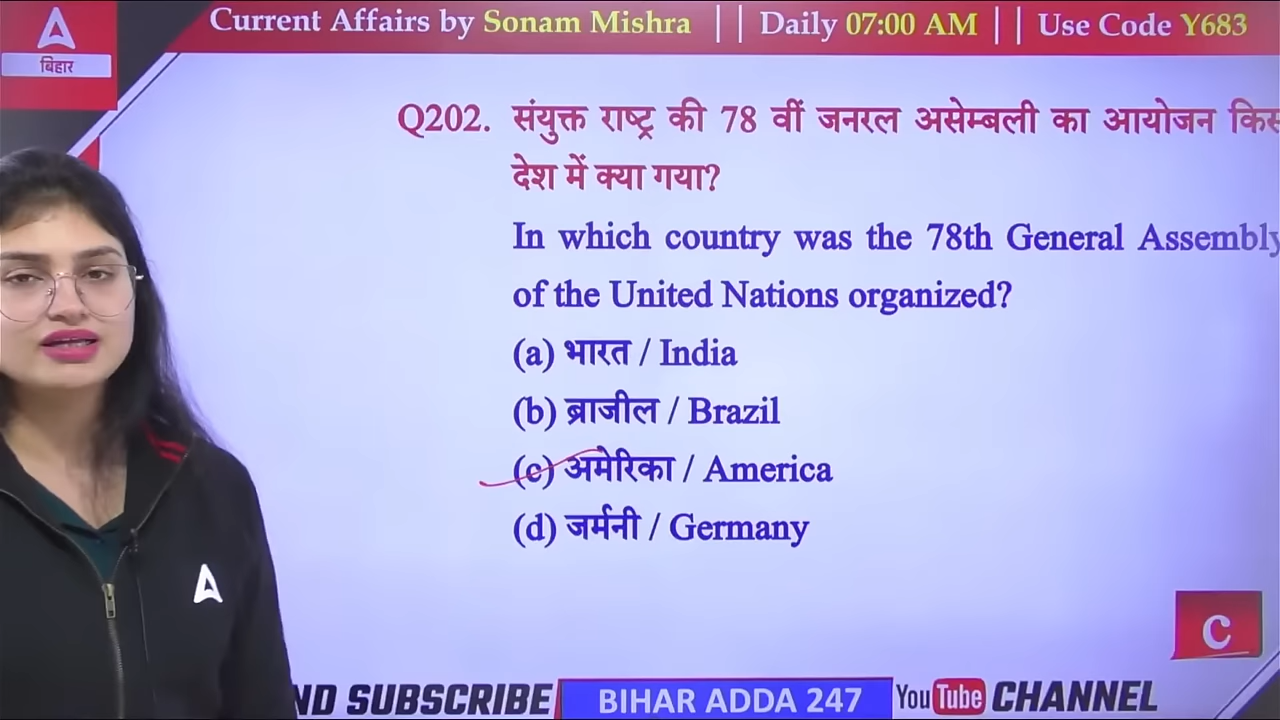 Current Affairs by Sonam Mishra || Daily 07:00 AM || Use Code Y683
बिहार
Q202. संयुक्त राष्ट्र की 78 वीं जनरल असेम्बली का आयोजन किस
देश में क्या गया?
In which country was the 78th General Assembly
of the United Nations organized?
(a) भारत / India
(b) ब्राजील / Brazil
(c) अमेरिका / America
(d) जर्मनी / Germany
C
ND SUBSCRIBE BIHAR ADDA 247 YouTube CHANNEL